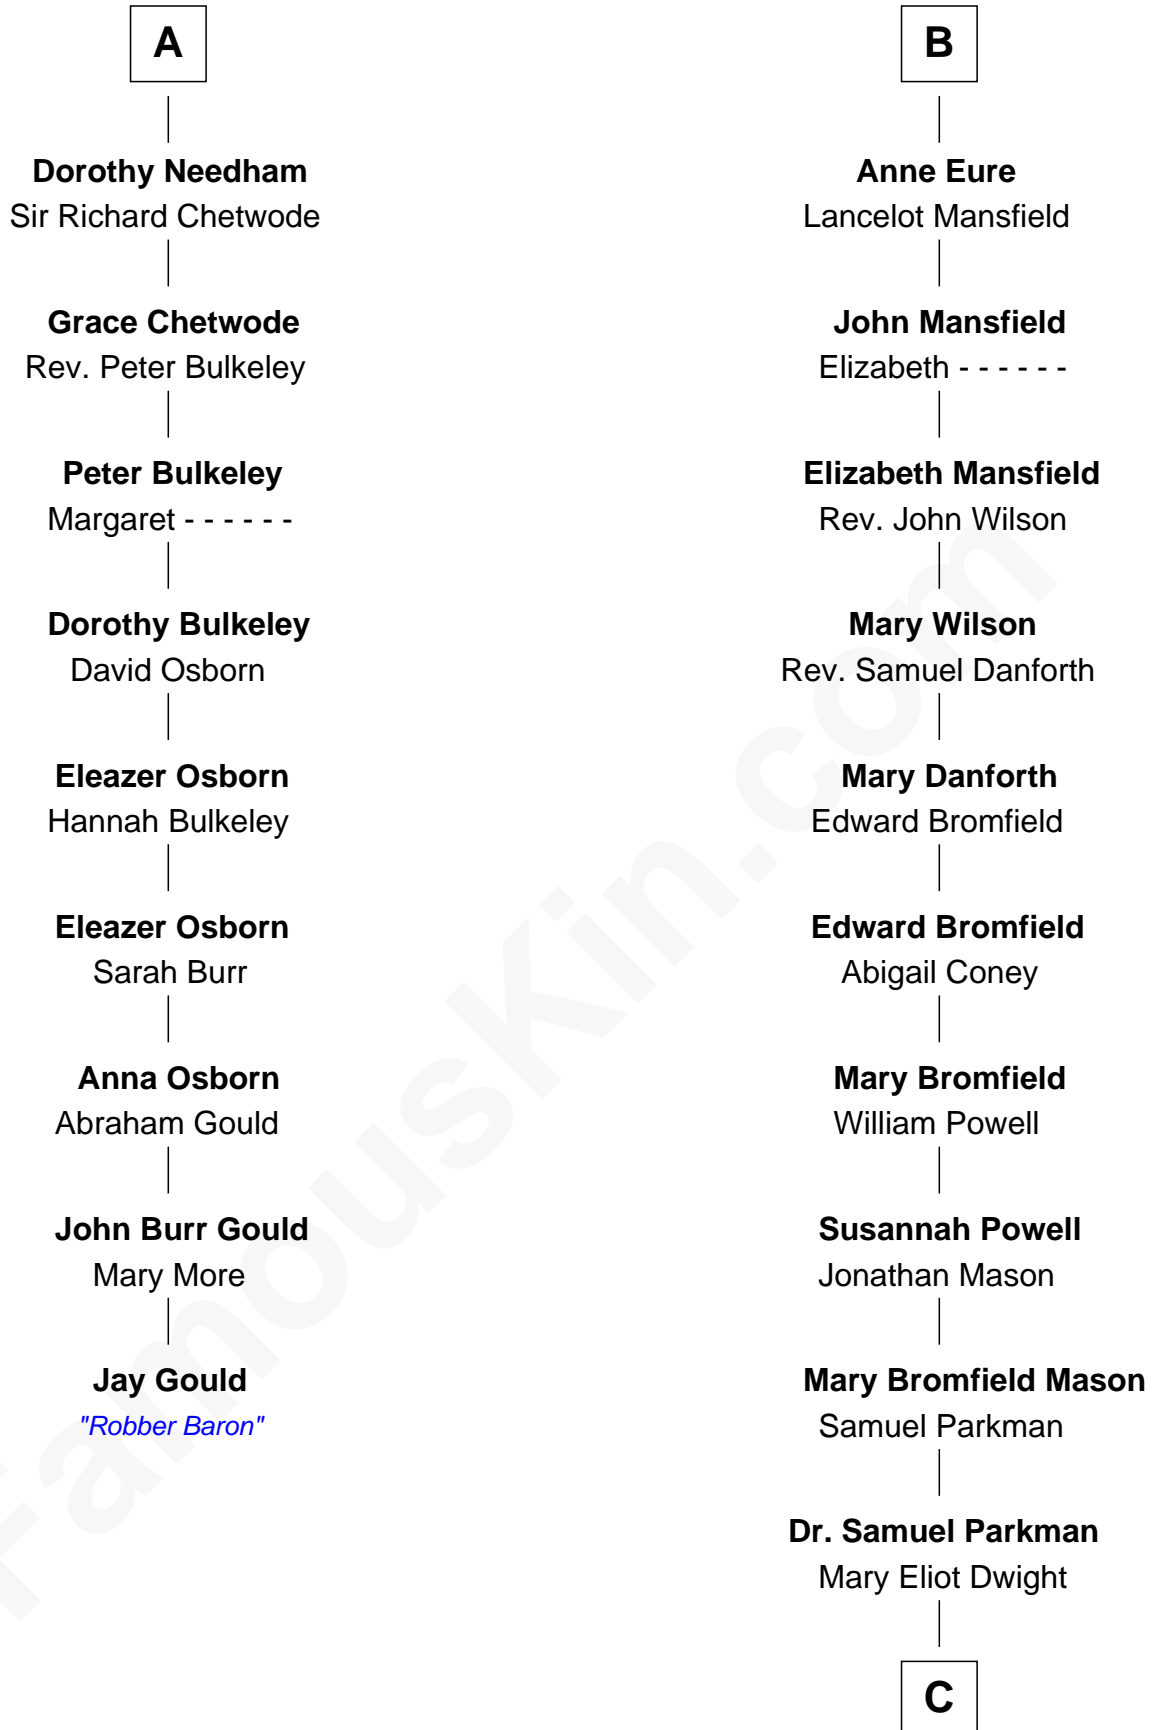 A
Dorothy Needham
Sir Richard Chetwode
Grace Chetwode
Rev. Peter Bulkeley
Peter Bulkeley
Margaret - - - - - -
Dorothy Bulkeley
David Osborn
Eleazer Osborn
Hannah Bulkeley
Eleazer Osborn
Sarah Burr
Anna Osborn
Abraham Gould
John Burr Gould
Mary More
Jay Gould
"Robber Baron"
B
Anne Eure
Lancelot Mansfield
John Mansfield
Elizabeth - - - - - -
Elizabeth Mansfield
Rev. John Wilson
Mary Wilson
Rev. Samuel Danforth
Mary Danforth
Edward Bromfield
Edward Bromfield
Abigail Coney
Mary Bromfield
William Powell
Susannah Powell
Jonathan Mason
Mary Bromfield Mason
Samuel Parkman
Dr. Samuel Parkman
Mary Eliot Dwight
C
FamousKin.com